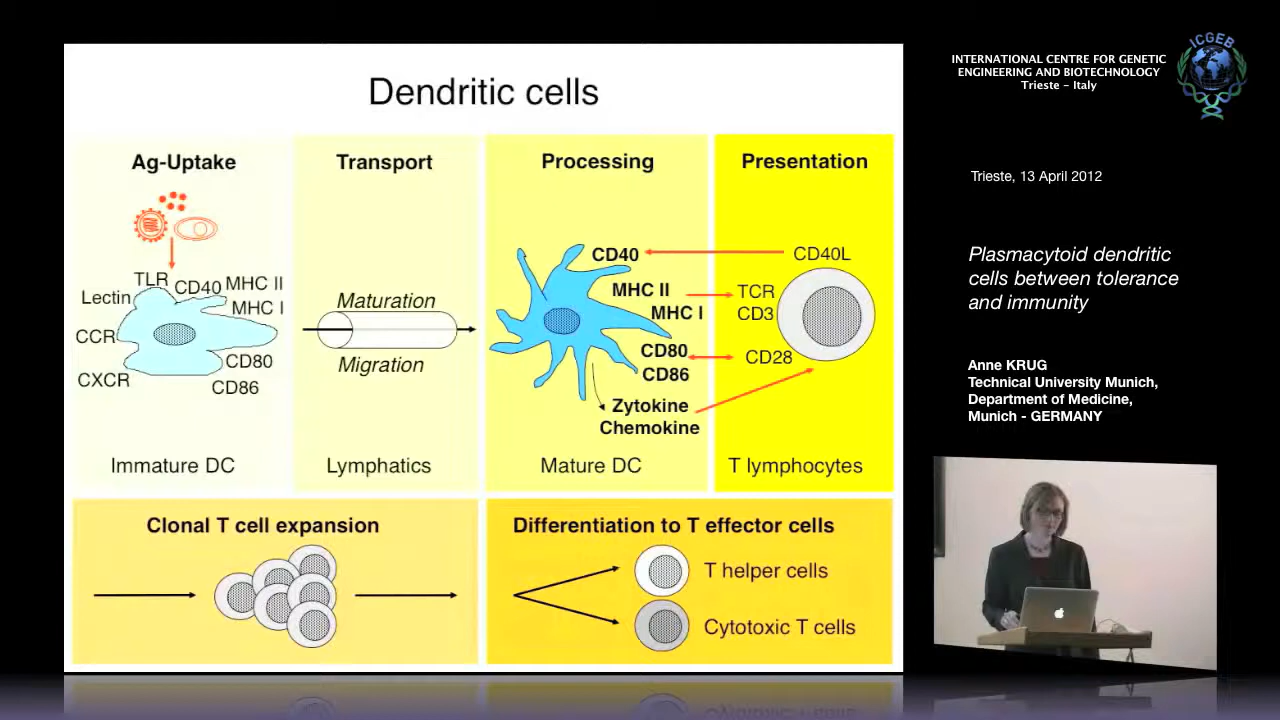 Dendritic cells
Ag-Uptake
Transport
Processing
Presentation
TLR
CD40
MHC II
Lectin
MHC I
CCR
CD80
CXCR
CD86
Immature DC
Maturation
Migration
Lymphatics
CD40
MHC II
MHC I
CD80
CD86
Zytokine
Chemokine
Mature DC
CD40L
TCR
CD3
CD28
T lymphocytes
Clonal T cell expansion
Differentiation to T effector cells
T helper cells
Cytotoxic T cells
INTERNATIONAL CENTRE FOR GENETIC
ENGINEERING AND BIOTECHNOLOGY
Trieste - Italy
ICGEB
Trieste, 13 April 2012
Plasmacytoid dendritic
cells between tolerance
and immunity
Anne KRUG
Technical University Munich,
Department of Medicine,
Munich - GERMANY